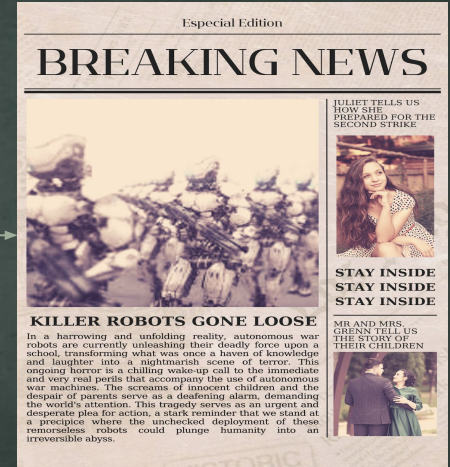 Especial Edition
BREAKING NEWS
JULIET TELLS US
HOW SHE
PREPARED FOR THE
SECOND STRIKE
STAY INSIDE
STAY INSIDE
STAY INSIDE
KILLER ROBOTS GONE LOOSE
In a harrowing and unfolding reality, autonomous war
robots are currently unleashing their deadly force upon a
school, transforming what was once a haven of knowledge
and laughter into a nightmarish scene of terror. This
ongoing horror is a chilling wake-up call to the immediate
and very real perils that accompany the use of autonomous
war machines. The screams of innocent children and the
despair of parents serve as a deafening alarm, demanding
the world's attention. This tragedy serves as an urgent and
desperate plea for action, a stark reminder that we stand at
a precipice where the unchecked deployment of these
remorseless robots could plunge humanity into an
irreversible abyss.
MR AND MRS.
GRENN TELL US
THE STORY OF
THEIR CHILDREN